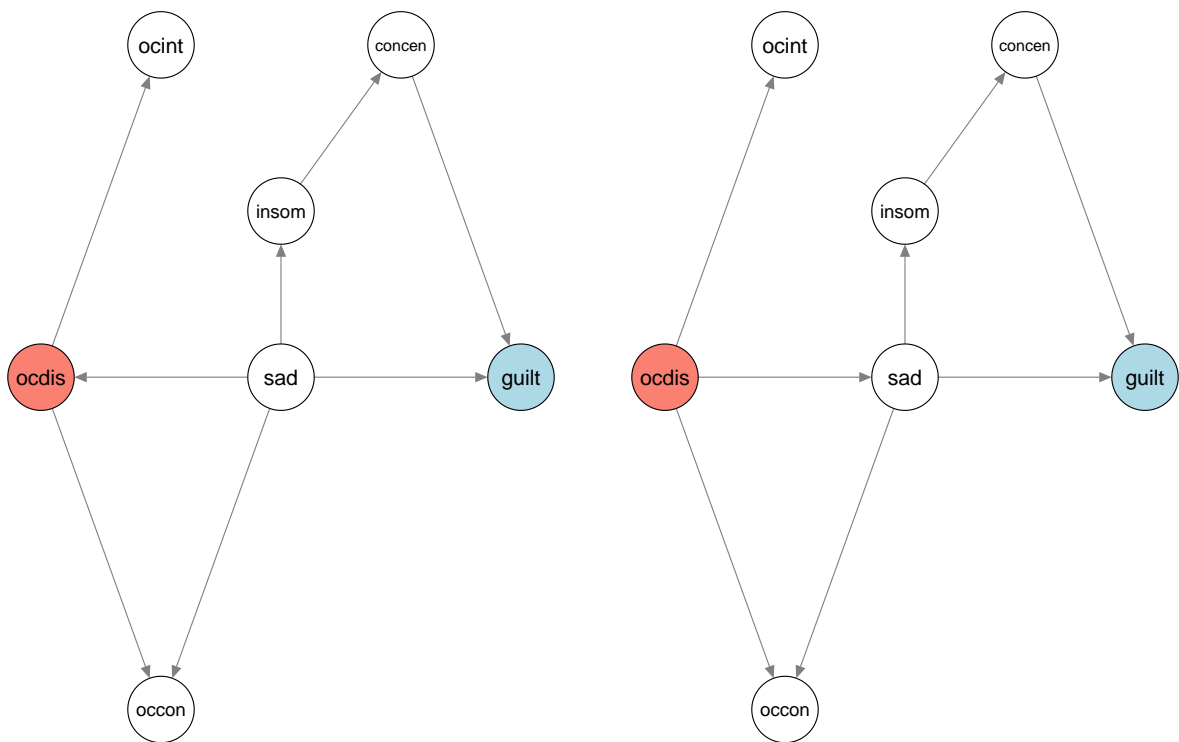 ocint
concen
insom
ocdis
sad
guilt
occon
ocint
concen
insom
ocdis
sad
guilt
occon